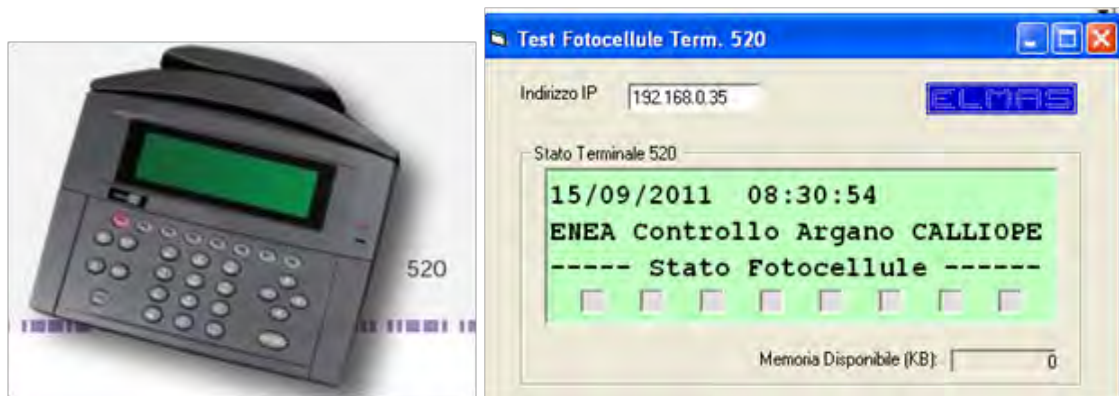 520
Test Fotocellule Term. 520
Indirizzo IP 192.168.0.35
ELMAS
Stato Terminale 520
15/09/2011 08:30:54
ENEA Controllo Argano CALLIOPE
----- Stato Fotocellule ------
Memoria Disponibile (KB): 0